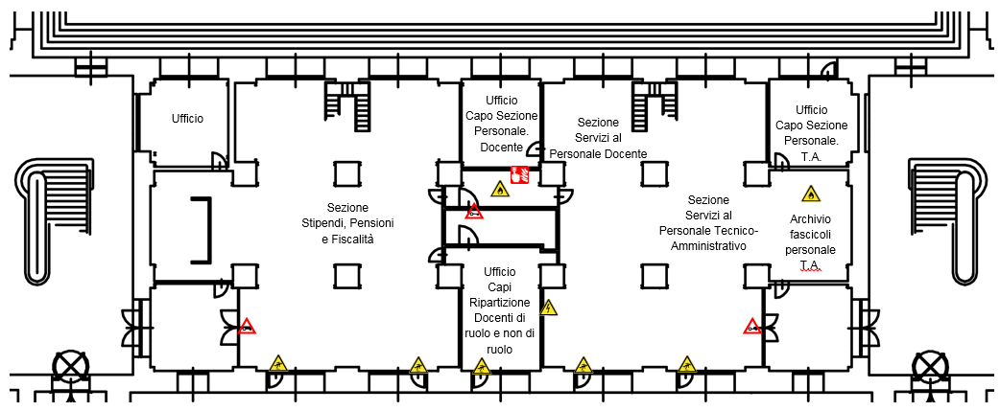 Ufficio
Ufficio
Capo Sezione
Personale.
Docente
Sezione
Servizi al
Personale Docente
Ufficio
Capo Sezione
Personale.
T.A.
Sezione
Stipendi, Pensioni
e Fiscalità
Sezione
Servizi al
Personale Tecnico-
Amministrativo
Archivio
fascicoli
personale
T.A.
Ufficio
Capi
Ripartizione
Docenti di
ruolo e non di
ruolo